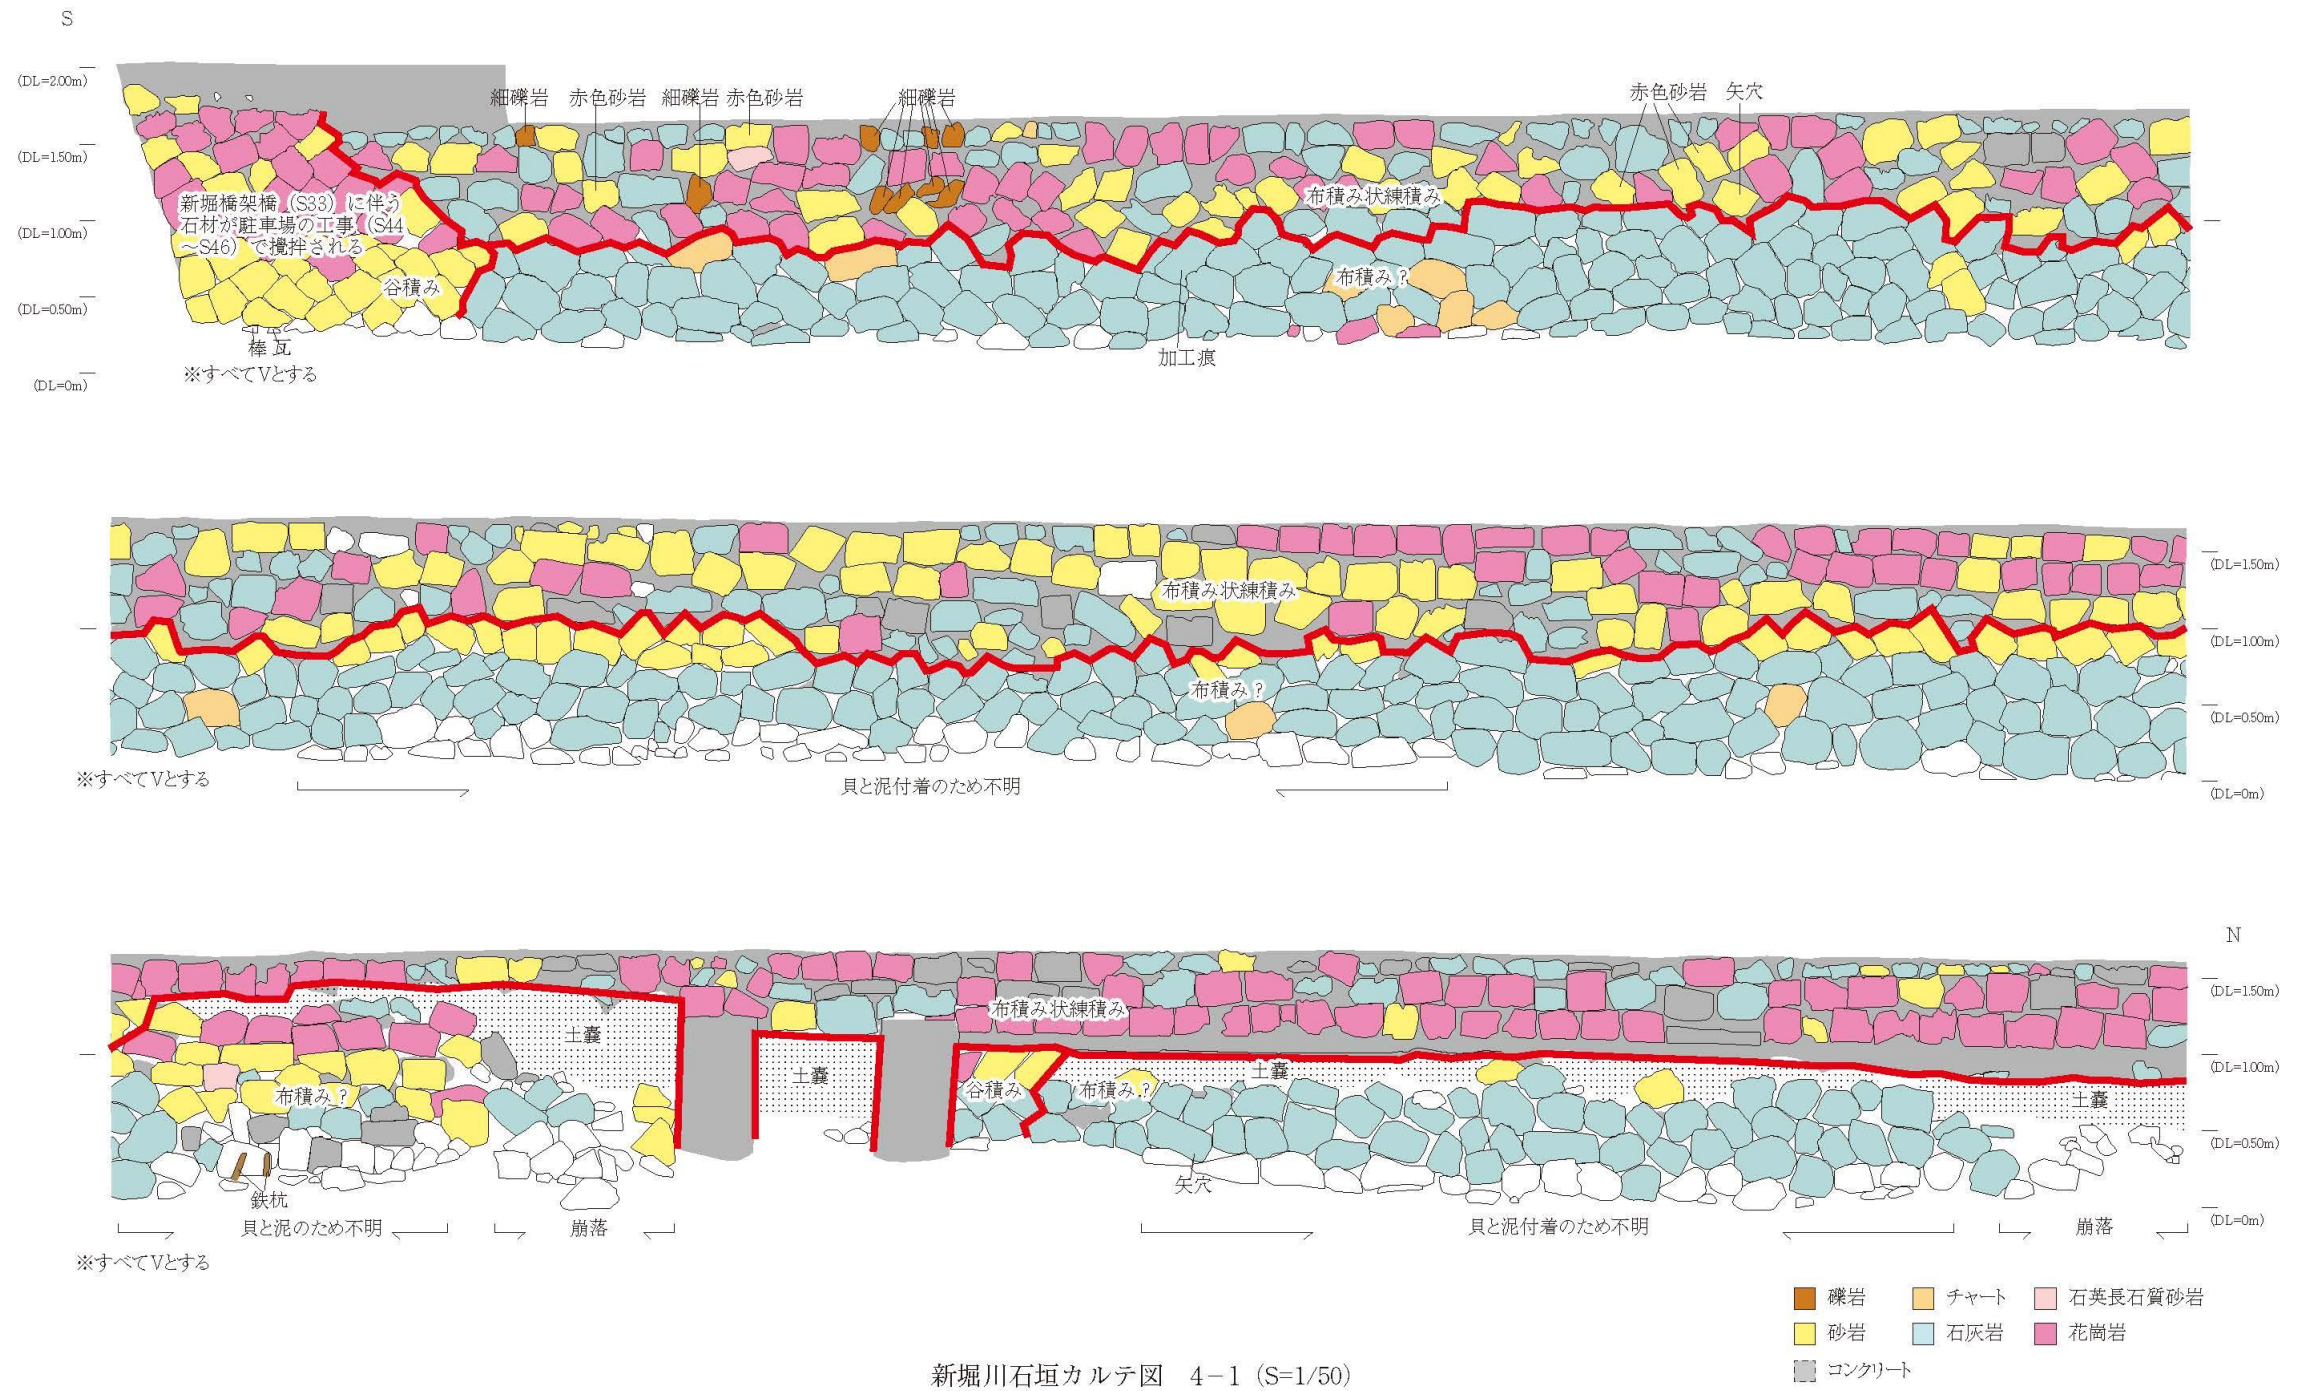 S
(DL=2.00m)
(DL=1.50m)
(DL=1.00m)
(DL=0.50m)
(DL=0m)
細礫岩
赤色砂岩
細礫岩
赤色砂岩
細礫岩
赤色砂岩
矢穴
新堀橋架橋（S33）に伴う
石材が駐車場の工事（S44
～S46）で攪拌される
谷積み
布積み状練積み
布積み？
棒
瓦
加工痕
※すべてVとする
布積み状練積み
布積み？
(DL=1.50m)
(DL=1.00m)
(DL=0.50m)
(DL=0m)
※すべてVとする
貝と泥付着のため不明
N
(DL=1.50m)
(DL=1.00m)
(DL=0.50m)
(DL=0m)
布積み状練積み
土嚢
土嚢
土嚢
土嚢
布積み？
谷積み
布積み？
鉄杭
矢穴
貝と泥のため不明
崩落
貝と泥付着のため不明
崩落
※すべてVとする
礫岩
チャート
石英長石質砂岩
砂岩
石灰岩
花崗岩
コンクリート
新堀川石垣カルテ図　4－1（S=1/50）